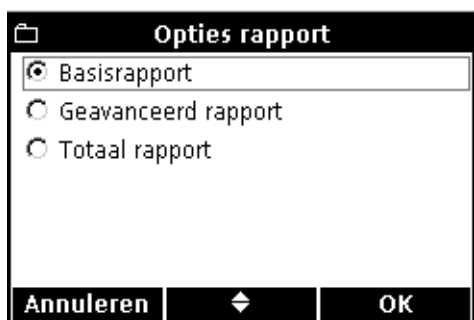 Opties rapport
Basisrapport
Geavanceerd rapport
Totaal rapport
Annuleren OK